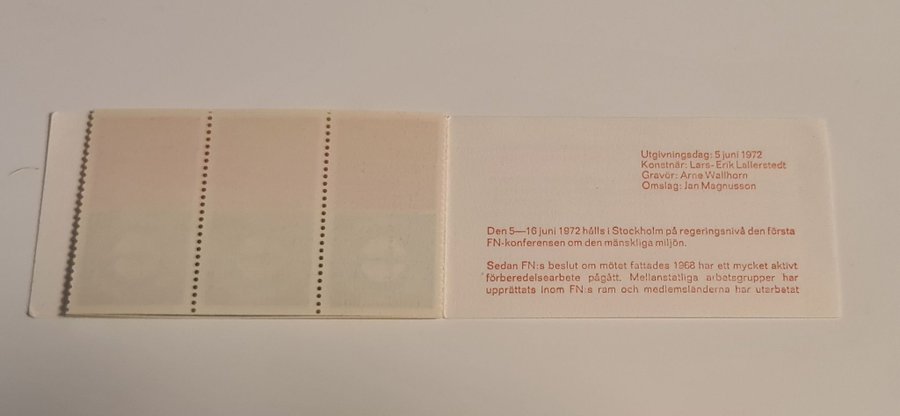 Utgivningsdag: 5 juni 1972
Konstnär: Lars-Erik Lallerstedt
Gravör: Arne Wallhorn
Omslag: Jan Magnusson
Den 5—16 juni 1972 hålls i Stockholm på regeringsnivå den första
FN-konferensen om den mänskliga miljön.
Sedan FN:s beslut om mötet fattades 1968 har ett mycket aktivt
förberedelsearbete pågått. Mellanstatliga arbetsgrupper har
upprättats inom FN:s ram och medlemsländerna har utarbetat